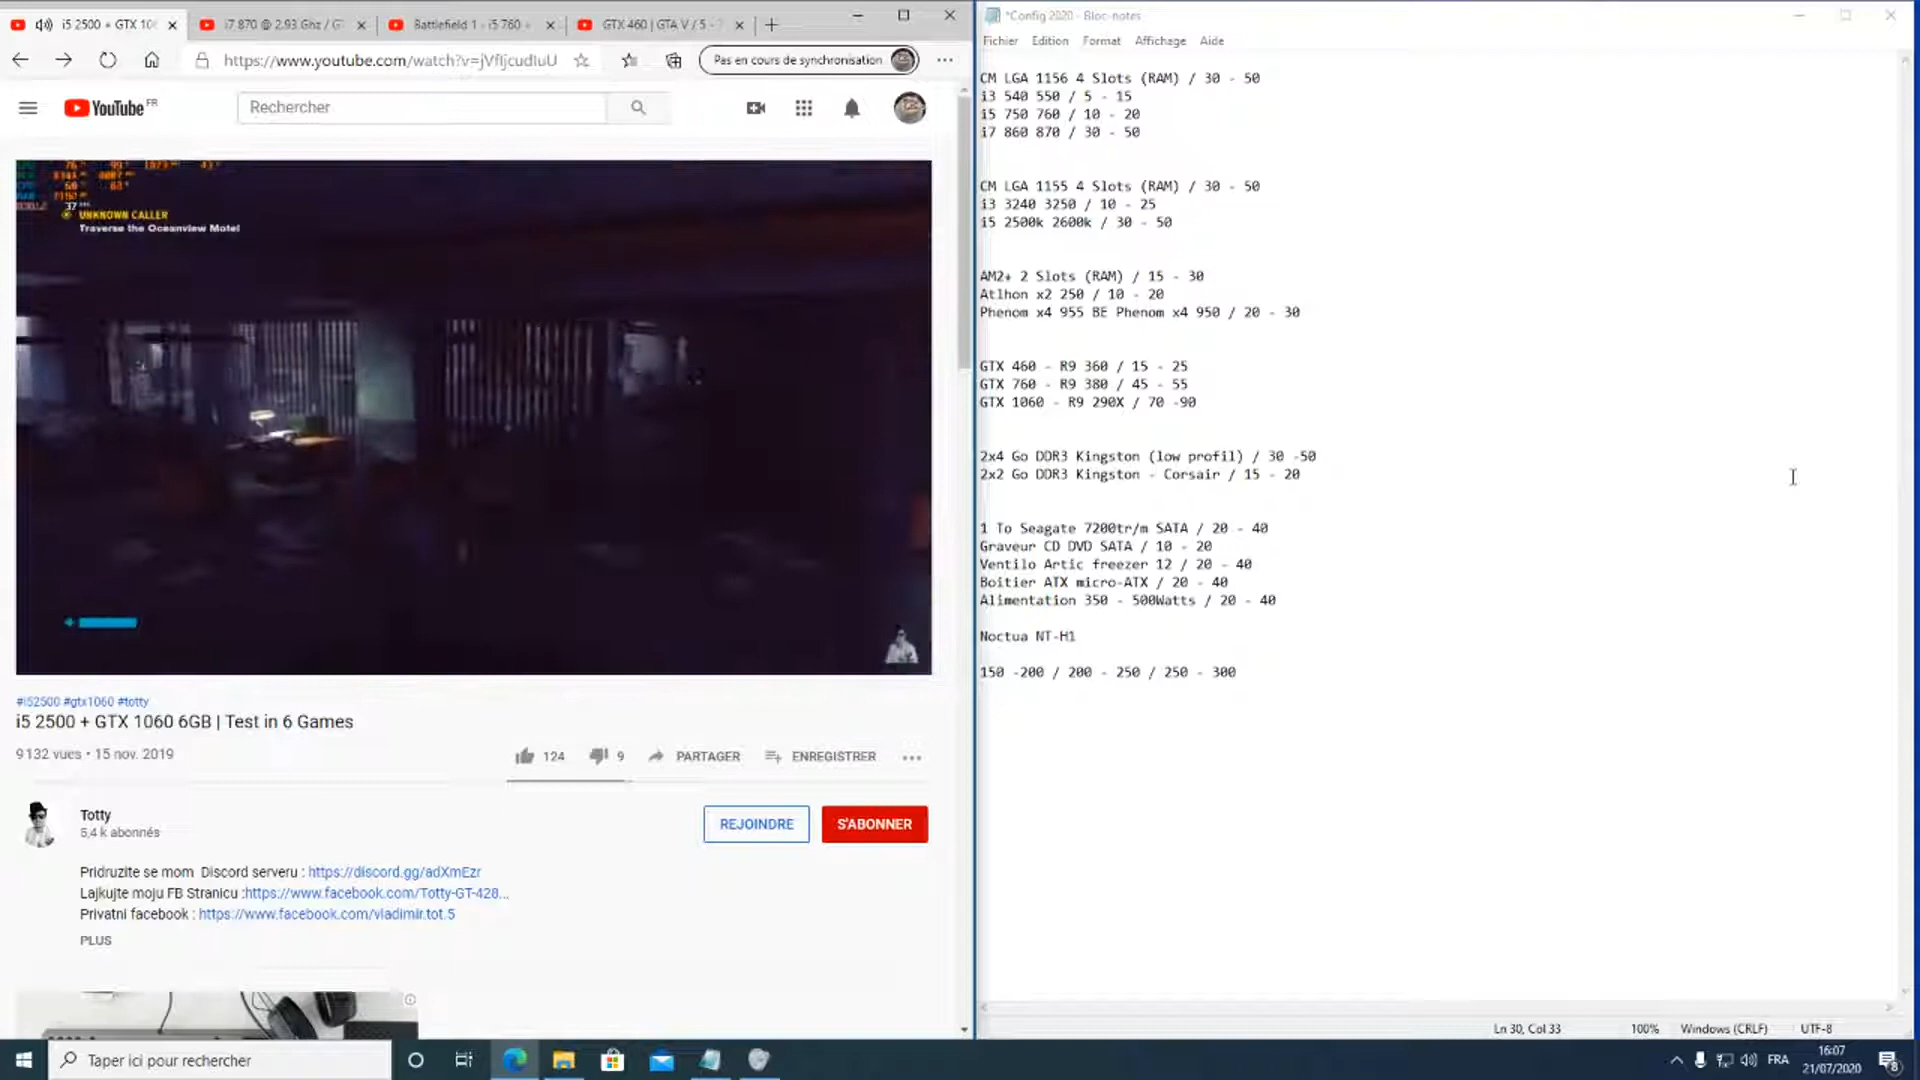 i5 2500 + GTX 106
i7 870 @ 2.93 Ghz / GT
Battlefield 1 - i5 760 +
GTX 460 | GTA V / 5 -
https://www.youtube.com/watch?v=jVfIjcudIuU
Pas en cours de synchronisation
YouTube FR
Rechercher
37
UNKNOWN CALLER
Traverse the Oceanview Motel
#i52500 #gtx1060 #totty
i5 2500 + GTX 1060 6GB | Test in 6 Games
9 132 vues • 15 nov. 2019
124
9
PARTAGER
ENREGISTRER
Totty
5,4 k abonnés
REJOINDRE
S'ABONNER
Pridruzite se mom Discord serveru : https://discord.gg/adXmEzr
Lajkujte moju FB Stranicu :https://www.facebook.com/Totty-GT-428...
Privatni facebook : https://www.facebook.com/vladimir.tot.5
PLUS
*Config 2020 - Bloc-notes
Fichier Edition Format Affichage Aide
CM LGA 1156 4 Slots (RAM) / 30 - 50
i3 540 550 / 5 - 15
i5 750 760 / 10 - 20
i7 860 870 / 30 - 50
CM LGA 1155 4 Slots (RAM) / 30 - 50
i3 3240 3250 / 10 - 25
i5 2500k 2600k / 30 - 50
AM2+ 2 Slots (RAM) / 15 - 30
Atlhon x2 250 / 10 - 20
Phenom x4 955 BE Phenom x4 950 / 20 - 30
GTX 460 - R9 360 / 15 - 25
GTX 760 - R9 380 / 45 - 55
GTX 1060 - R9 290X / 70 -90
2x4 Go DDR3 Kingston (low profil) / 30 -50
2x2 Go DDR3 Kingston - Corsair / 15 - 20
1 To Seagate 7200tr/m SATA / 20 - 40
Graveur CD DVD SATA / 10 - 20
Ventilo Artic freezer 12 / 20 - 40
Boitier ATX micro-ATX / 20 - 40
Alimentation 350 - 500Watts / 20 - 40
Noctua NT-H1
150 -200 / 200 - 250 / 250 - 300
Ln 30, Col 33
100%
Windows (CRLF)
UTF-8
Taper ici pour rechercher
FRA
16:07
21/07/2020
8